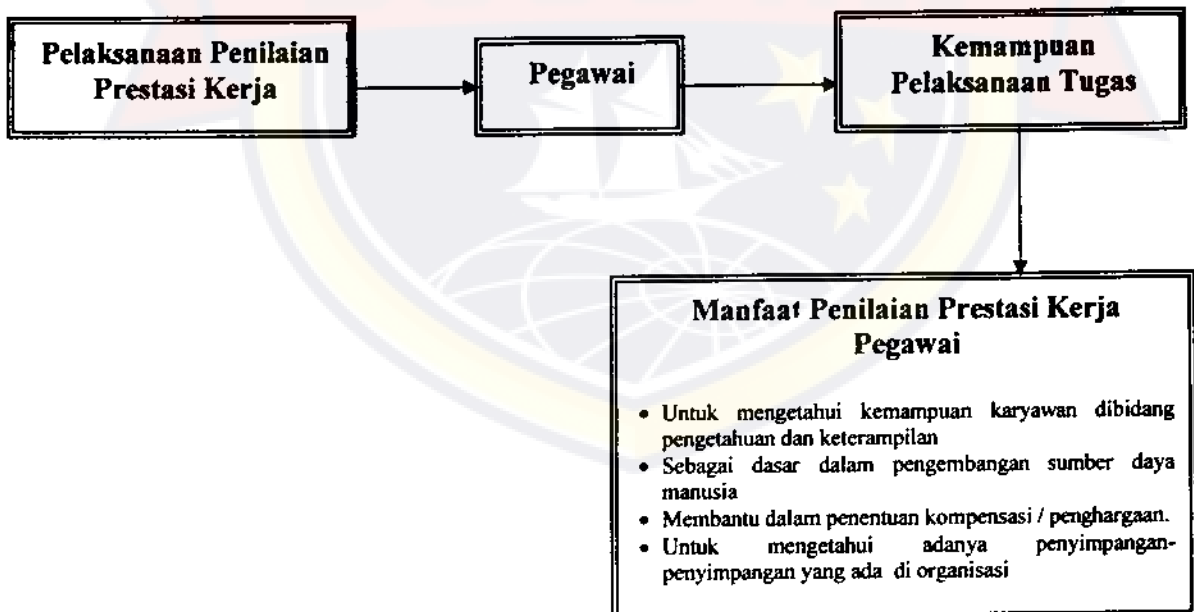 Pelaksanaan Penilaian
Prestasi Kerja
Pegawai
Kemampuan
Pelaksanaan Tugas
Manfaat Penilaian Prestasi Kerja
Pegawai
• Untuk mengetahui kemampuan karyawan dibidang
pengetahuan dan keterampilan
• Sebagai dasar dalam pengembangan sumber daya
manusia
• Membantu dalam penentuan kompensasi / penghargaan.
• Untuk mengetahui adanya penyimpangan-
penyimpangan yang ada di organisasi